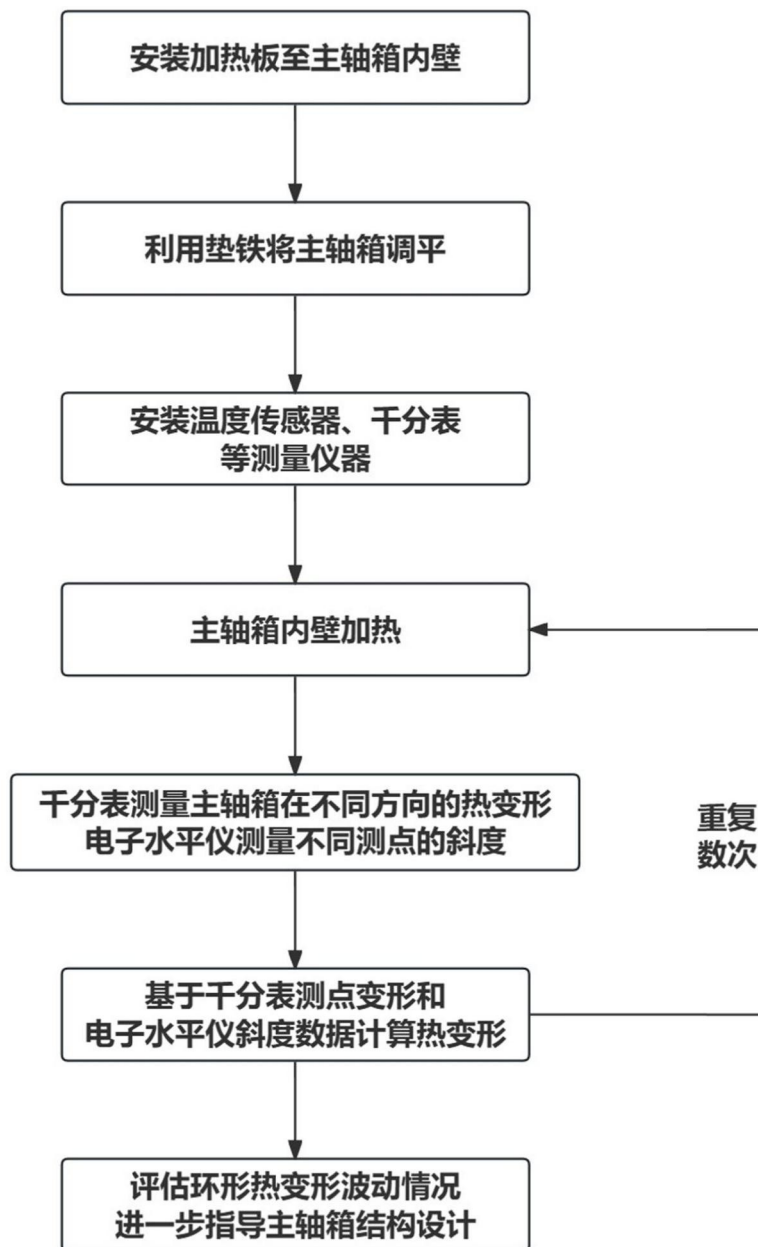 安装加热板至主轴箱内壁
利用垫铁将主轴箱调平
安装温度传感器、千分表
等测量仪器
主轴箱内壁加热
千分表测量主轴箱在不同方向的热变形
电子水平仪测量不同测点的斜度
重复
数次
基于千分表测点变形和
电子水平仪斜度数据计算热变形
评估环形热变形波动情况
进一步指导主轴箱结构设计